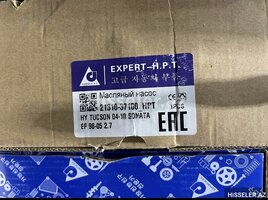 EXPERT-H.P.T.
고급 자동차 부품
Масляный насос
21310-37100 HPT
1PCS
HY TUCSON 04-10 SONATA
EF 98-05 2.7
EAC
HISSELER.AZ